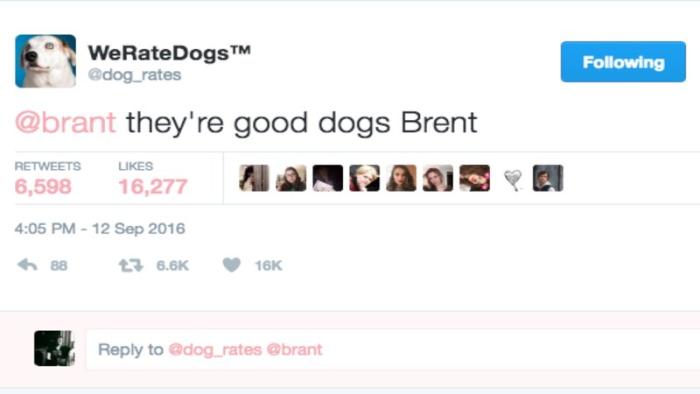 WeRateDogs™
@dog_rates
Following
@brant they're good dogs Brent
RETWEETS LIKES
6,598 16,277
4:05 PM - 12 Sep 2016
88 6.6K 16K
Reply to @dog_rates @brant